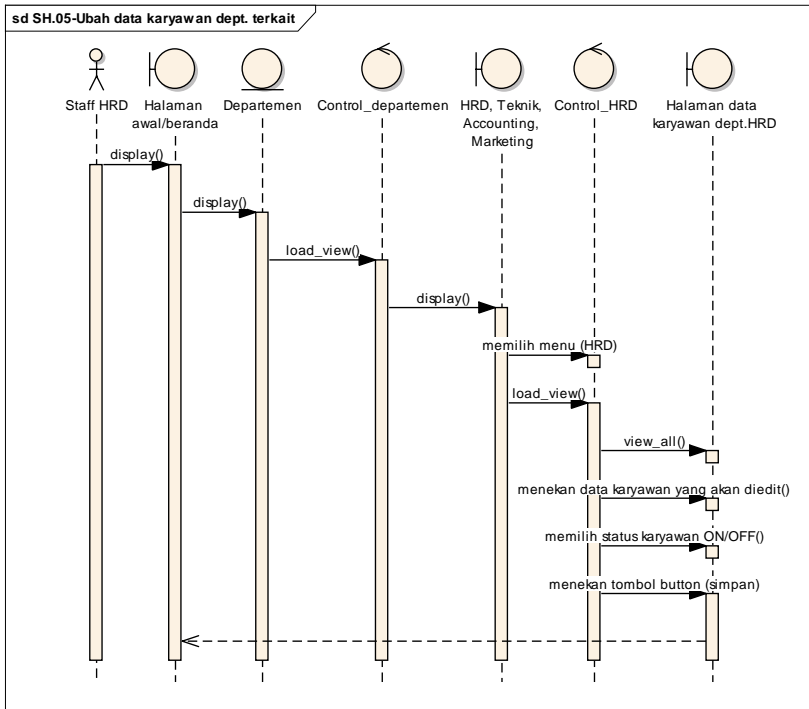 sd SH.05-Ubah data karyawan dept. terkait
Staff HRD
Halaman
awal/beranda
Departemen
Control_departemen
HRD, Teknik,
Accounting,
Marketing
Control_HRD
Halaman data
karyawan dept.HRD
display()
display()
load_view()
display()
memilih menu (HRD)
load_view()
view_all()
menekan data karyawan yang akan diedit()
memilih status karyawan ON/OFF()
menekan tombol button (simpan)